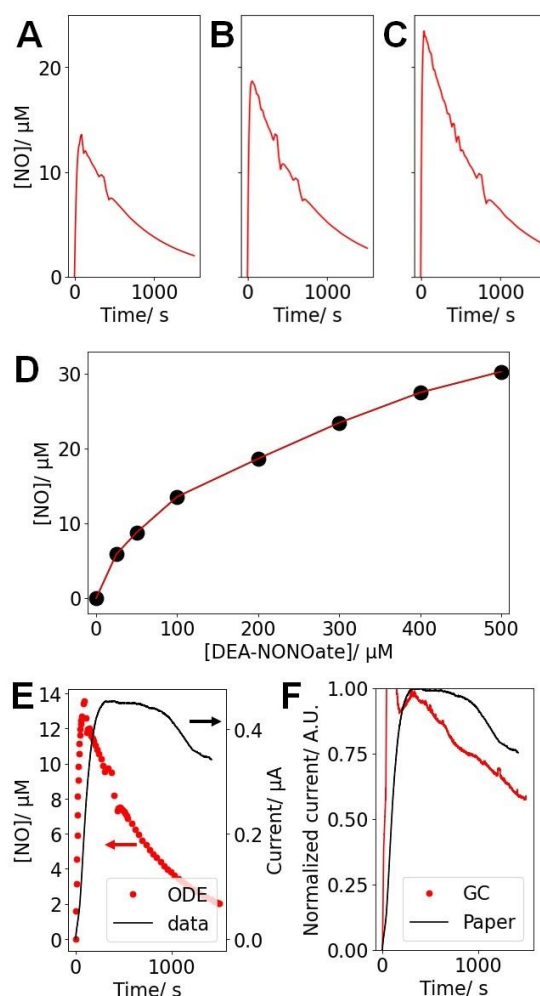 A
B
C
[NO]/ μM
20
10
0
0 1000
0 1000
0 1000
Time/ s
Time/ s
Time/ s
D
[NO]/ μM
30
20
10
0
0 100 200 300 400 500
[DEA-NONOate]/ μM
E
[NO]/ μM
14
12
10
8
6
4
2
0
0.4
0.2
0.0
Current/ μA
ODE
data
0 1000
Time/ s
F
Normalized current/ A.U.
1.00
0.75
0.50
0.25
0.00
GC
Paper
0 1000
Time/ s